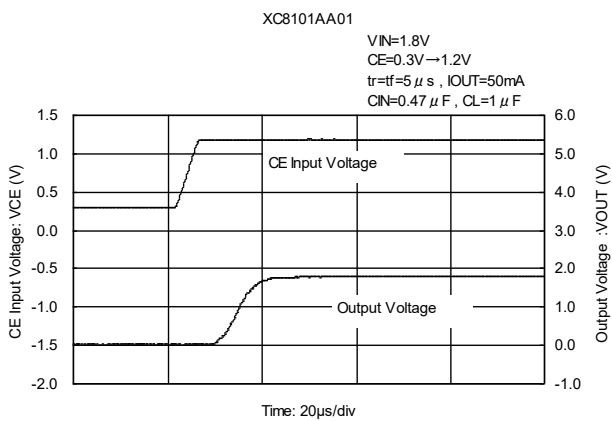 XC8101AA01
VIN=1.8V
CE=0.3V→1.2V
tr=tf=5μs , IOUT=50mA
CIN=0.47μF , CL=1μF
CE Input Voltage: VCE (V)
1.5
1.0
0.5
0.0
-0.5
-1.0
-1.5
-2.0
CE Input Voltage
Output Voltage
6.0
5.0
4.0
3.0
2.0
1.0
0.0
-1.0
Output Voltage :VOUT (V)
Time: 20μs/div